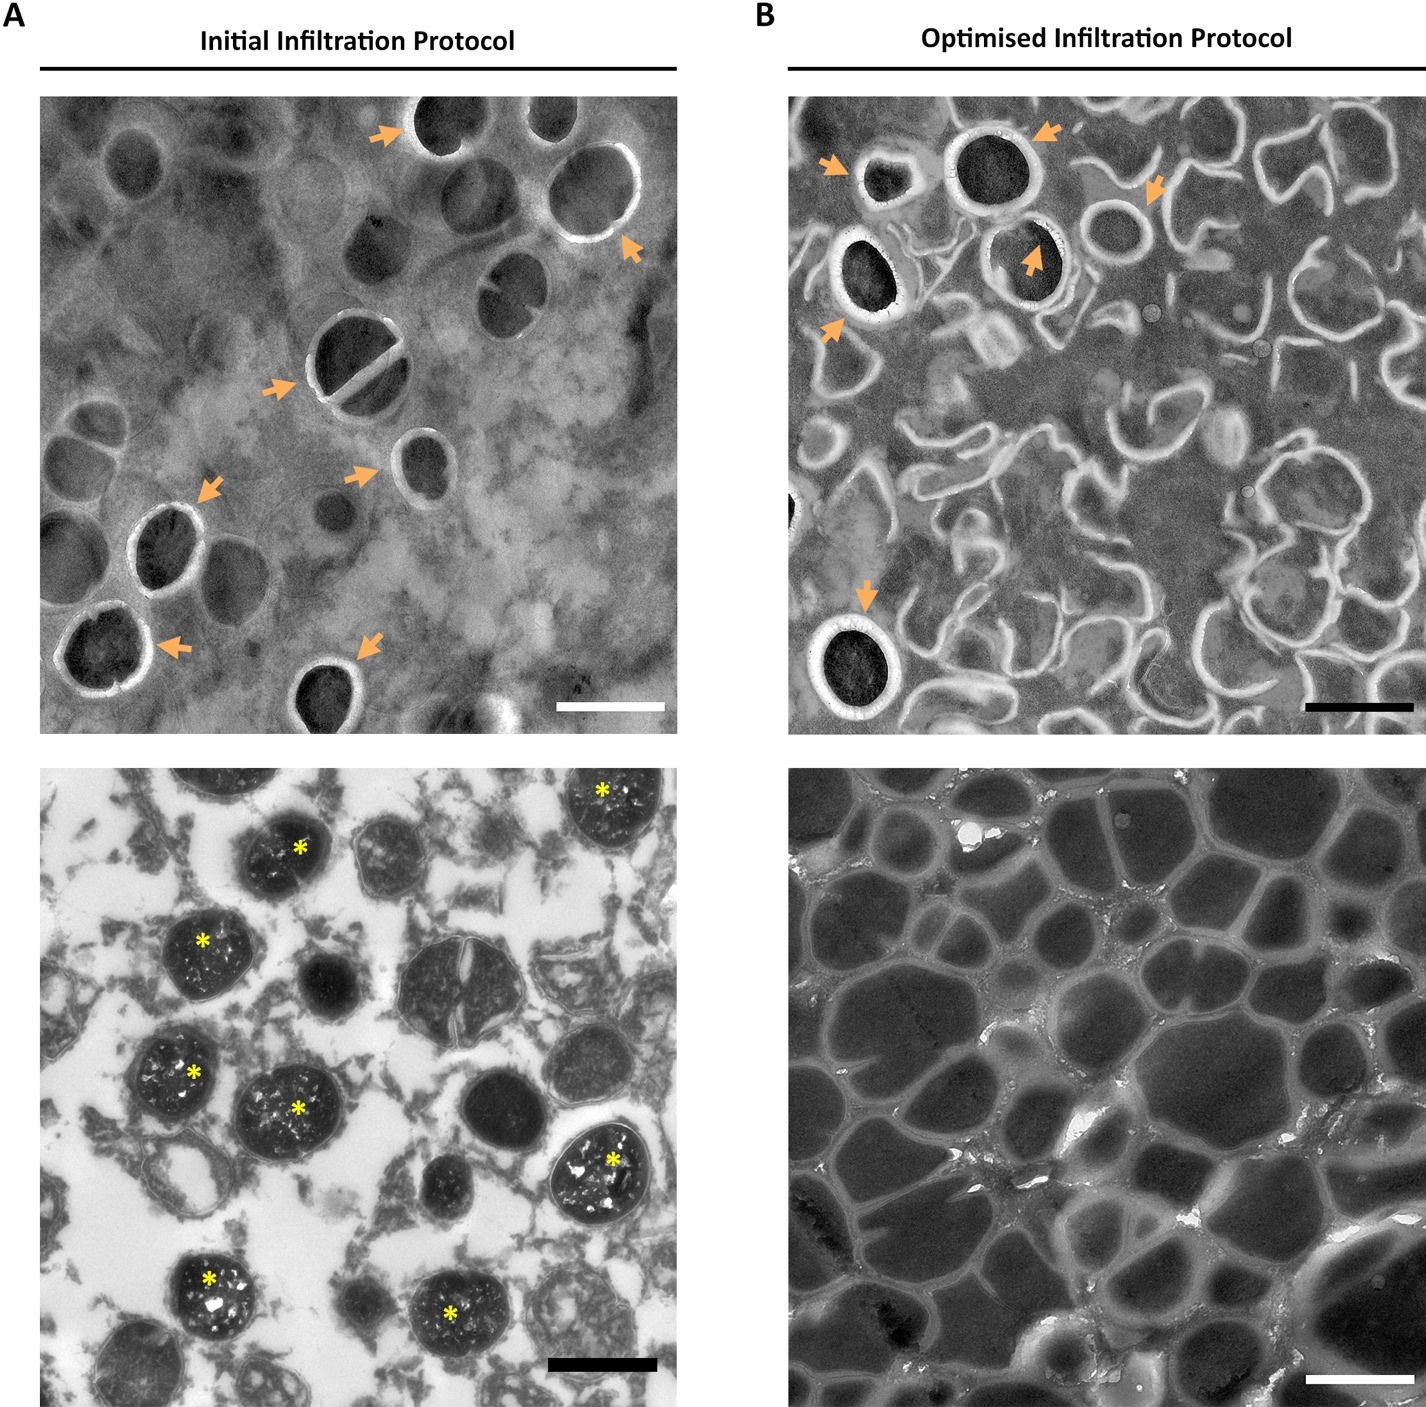 A
Initial Infiltration Protocol
B
Optimised Infiltration Protocol